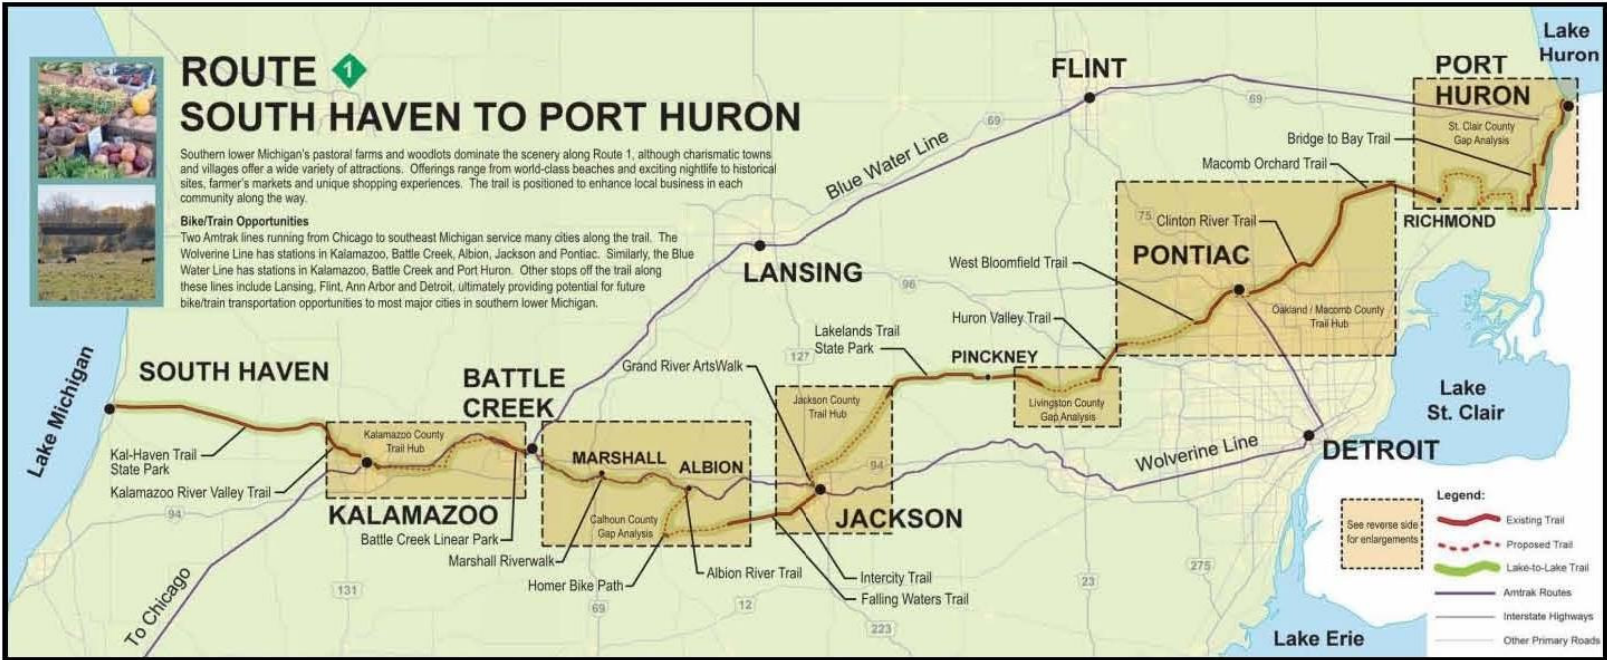 ROUTE 1
SOUTH HAVEN TO PORT HURON
Southern lower Michigan's pastoral farms and woodlots dominate the scenery along Route 1, although charismatic towns
and villages offer a wide variety of attractions. Offerings range from world-class beaches and exciting nightlife to historical
sites, farmer's markets and unique shopping experiences. The trail is positioned to enhance local business in each
community along the way.
Bike/Train Opportunities
Two Amtrak lines running from Chicago to southeast Michigan service many cities along the trail. The
Wolverine Line has stations in Kalamazoo, Battle Creek, Albion, Jackson and Pontiac. Similarly, the Blue
Water Line has stations in Kalamazoo, Battle Creek and Port Huron. Other stops off the trail along
these lines include Lansing, Flint, Ann Arbor and Detroit, ultimately providing potential for future
bike/train transportation opportunities to most major cities in southern lower Michigan.
Lake
Huron
PORT
HURON
St. Clair County
Gap Analysis
Bridge to Bay Trail
Macomb Orchard Trail
RICHMOND
FLINT
69
69
Blue Water Line
75
Clinton River Trail
PONTIAC
West Bloomfield Trail
Oakland / Macomb County
Trail Hub
LANSING
96
Huron Valley Trail
Lakelands Trail
State Park
PINCKNEY
127
Grand River ArtsWalk
Livingston County
Gap Analysis
Jackson County
Trail Hub
Lake
St. Clair
Lake Michigan
SOUTH HAVEN
BATTLE
CREEK
Kalamazoo County
Trail Hub
Kal-Haven Trail
State Park
Kalamazoo River Valley Trail
94
KALAMAZOO
Battle Creek Linear Park
MARSHALL
ALBION
94
Wolverine Line
DETROIT
JACKSON
Calhoun County
Gap Analysis
Marshall Riverwalk
Homer Bike Path
Albion River Trail
Intercity Trail
Falling Waters Trail
To Chicago
131
69
12
223
23
275
Lake Erie
See reverse side
for enlargements
Legend:
Existing Trail
Proposed Trail
Lake-to-Lake Trail
Amtrak Routes
Interstate Highways
Other Primary Roads